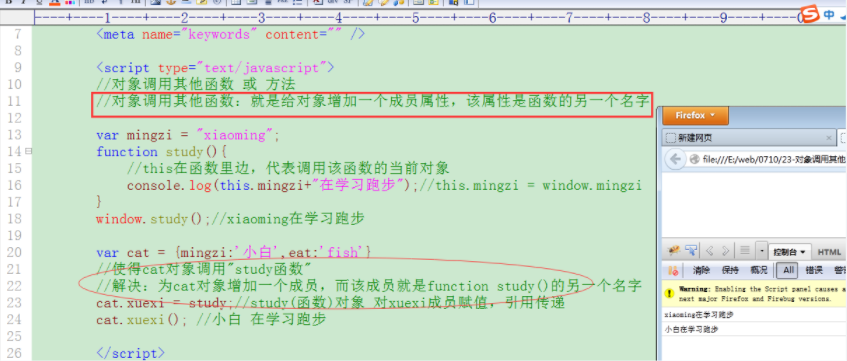 |----+----1----+----2----+----3----+----4----+----5----+----6----+----7----+----8----+----9----+----0
7 <meta name="keywords" content="" />
8
9 <script type="text/javascript">
10 //对象调用其他函数 或 方法
11 //对象调用其他函数：就是给对象增加一个成员属性，该属性是函数的另一个名字
12
13 var mingzi = "xiaoming";
14 function study(){
15 //this在函数里边，代表调用该函数的当前对象
16 console.log(this.mingzi+"在学习跑步");//this.mingzi = window.mingzi
17 }
18 window.study();//xiaoming在学习跑步
19
20 var cat = {mingzi:'小白',eat:'fish'}
21 //使得cat对象调用"study函数"
22 //解决：为cat对象增加一个成员，而该成员就是function study()的另一个名字
23 cat.xuexi = study;//study(函数)对象 对xuexi成员赋值，引用传递
24 cat.xuexi(); //小白 在学习跑步
25
26 </script>
中
Firefox
新建网页
file:///E:/web/0710/23-对象调用其他
控制台 HTML
清除 保持 概况 All 错误 警告
Warning: Enabling the Script panel causes a
next major Firefox and Firebug versions.
xiaoming在学习跑步
小白在学习跑步